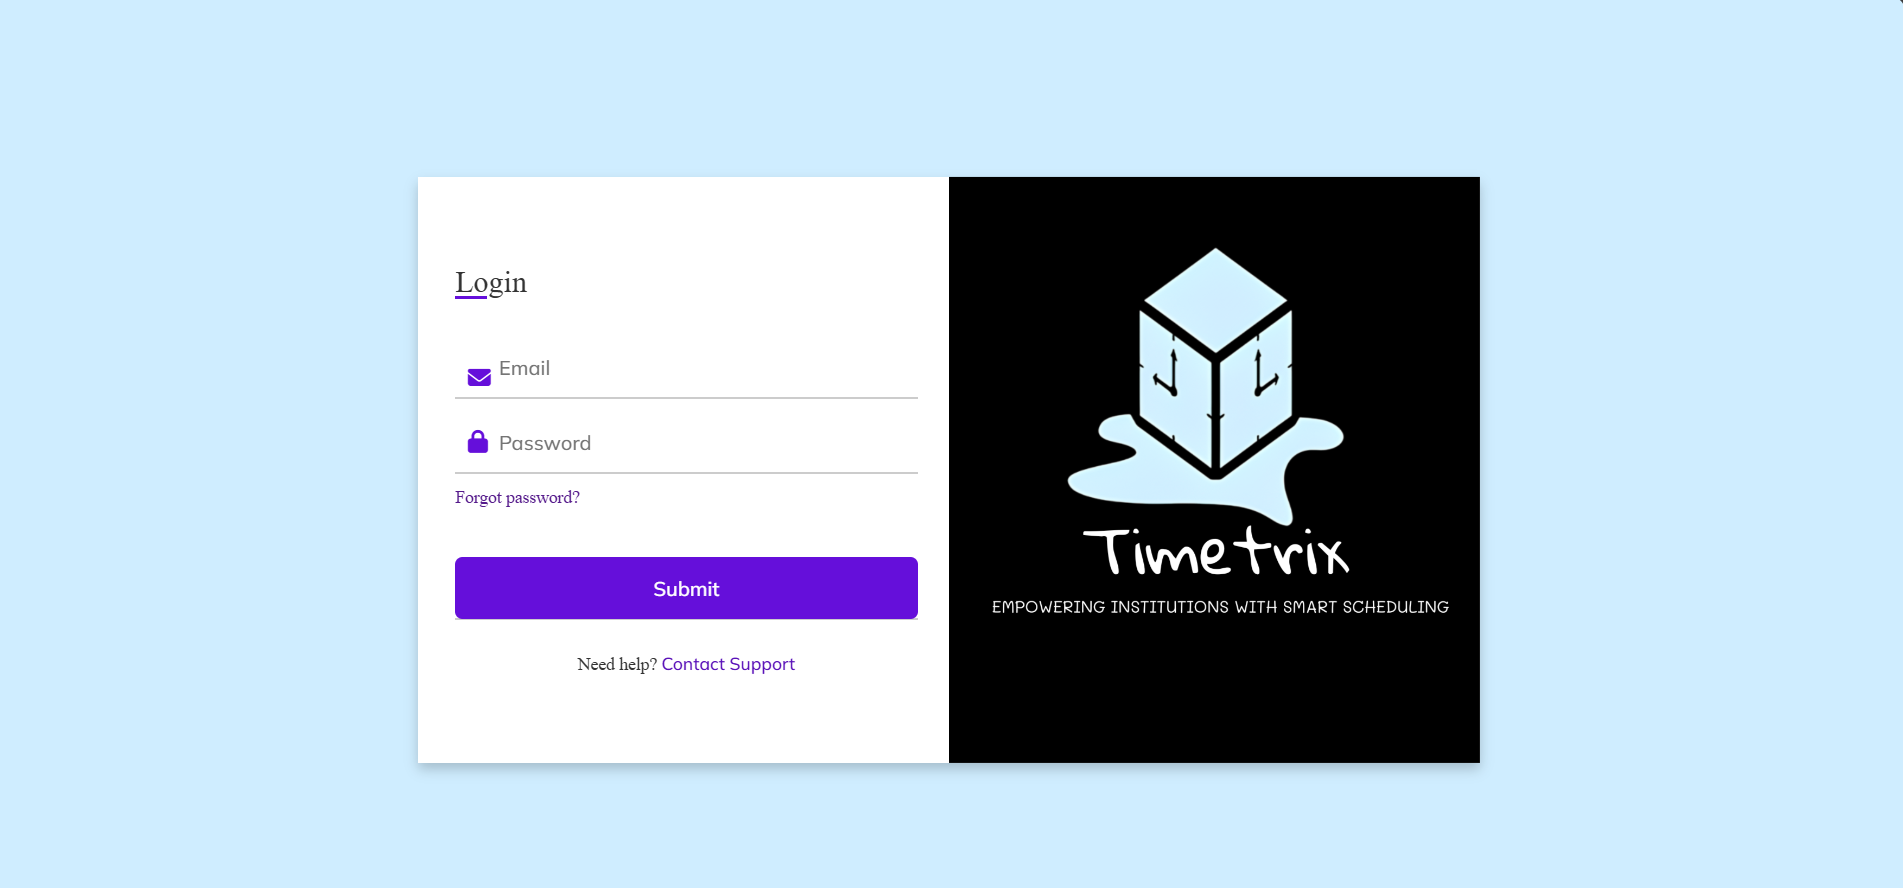 Login
Email
Password
Forgot password?
Submit
Need help? Contact Support
Timetrix
EMPOWERING INSTITUTIONS WITH SMART SCHEDULING